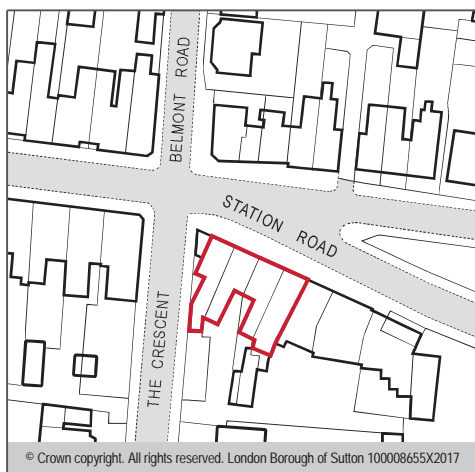 BELMONT ROAD
STATION ROAD
THE CRESCENT
© Crown copyright. All rights reserved. London Borough of Sutton 100008655X2017